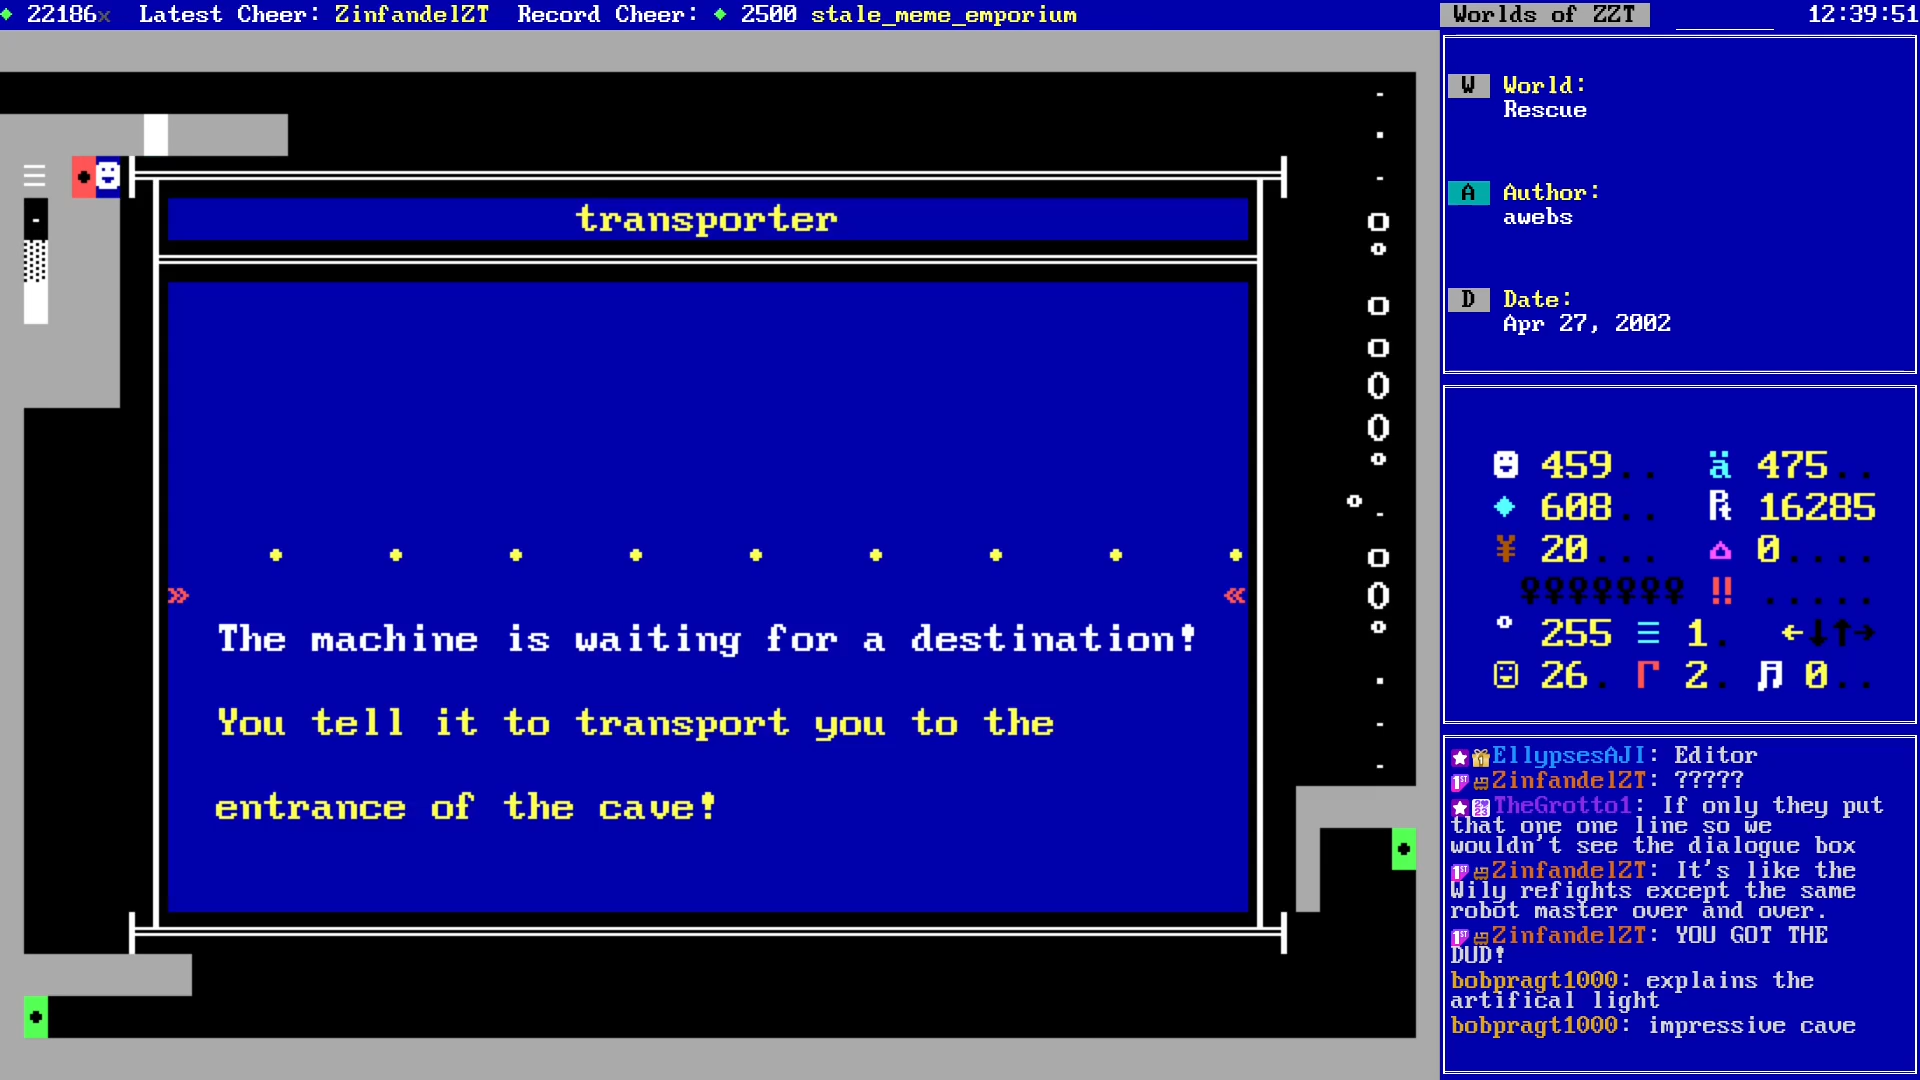 22186x Latest Cheer: ZinfandelZT Record Cheer: 2500 stale_meme_emporium
Worlds of ZZT 12:39:51
W World:
Rescue
A Author:
awebs
D Date:
Apr 27, 2002
transporter
The machine is waiting for a destination!
You tell it to transport you to the
entrance of the cave!
459 ä 475
608 ₧ 16285
¥ 20 0
♀♀♀♀♀♀♀ ‼
255 ≡ 1 ←↓↑→
26 Γ 2 ♫ 0
EllypsesAJI: Editor
ZinfandelZT: ?????
TheGrotto1: If only they put
that one one line so we
wouldn't see the dialogue box
ZinfandelZT: It's like the
Wily refights except the same
robot master over and over.
ZinfandelZT: YOU GOT THE
DUD!
bobpragt1000: explains the
artifical light
bobpragt1000: impressive cave